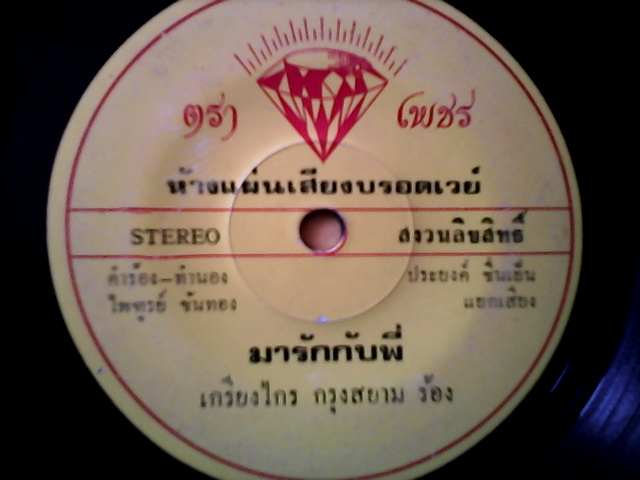 ตรา เพชร
ห้างแผ่นเสียงบรอดเวย์
STEREO สงวนลิขสิทธิ์
คำร้อง-ทำนอง ประยงค์ ชื่นเย็น
ไพฑูรย์ ขันทอง แยกเสียง
มารักกับพี่
เกรียงไกร กรุงสยาม ร้อง